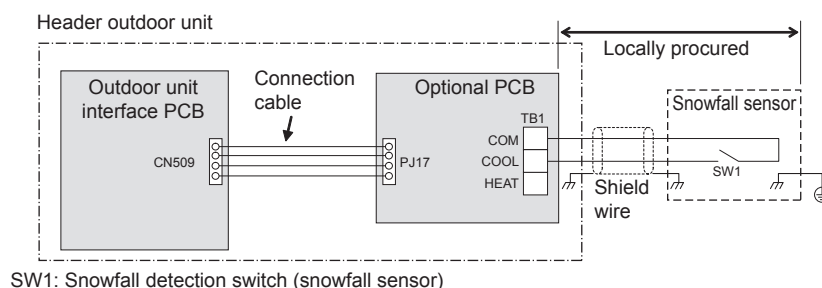 Header outdoor unit
Locally procured
Outdoor unit
interface PCB
Connection
cable
Optional PCB
Snowfall sensor
TB1
COM
CN509
PJ17
COOL
SW1
HEAT
Shield
wire
SW1: Snowfall detection switch (snowfall sensor)